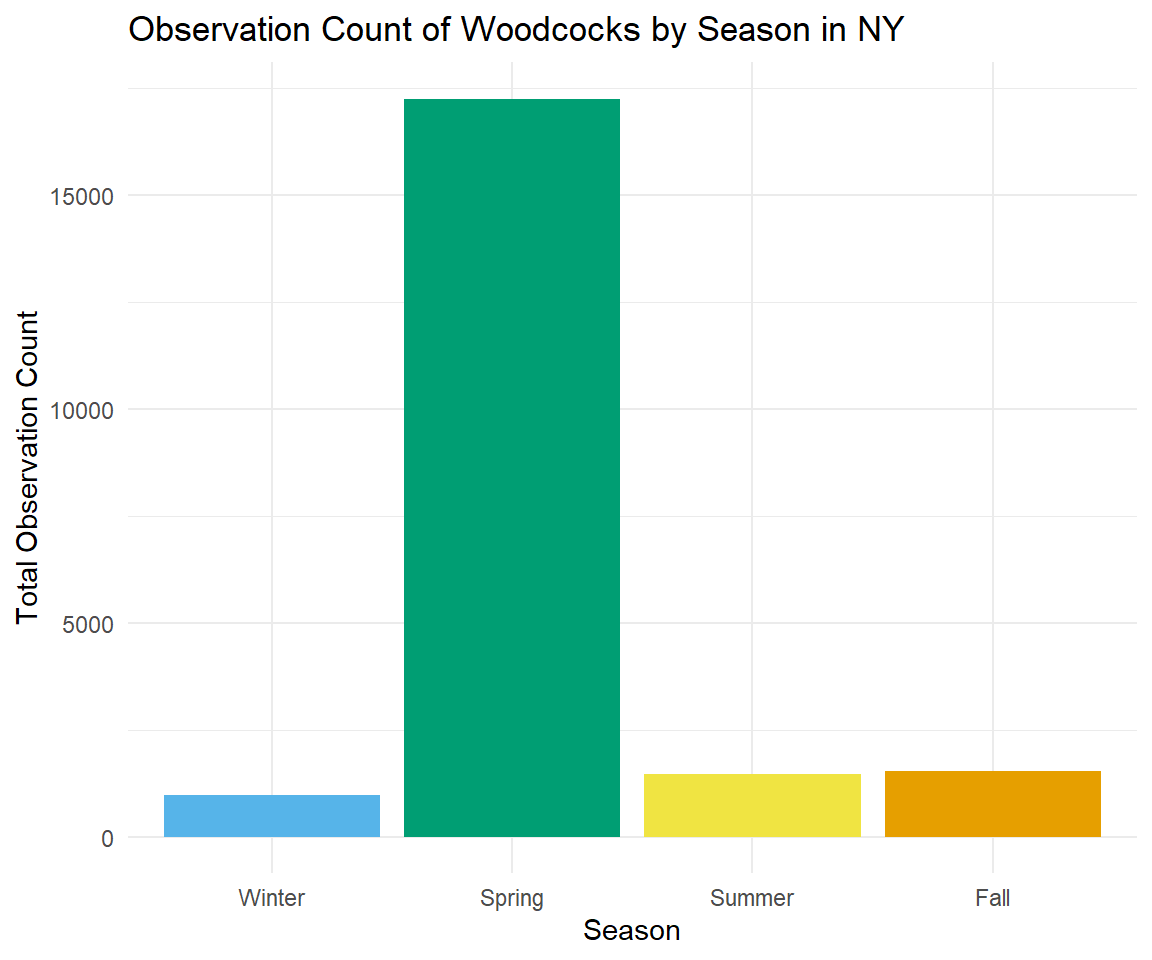 Observation Count of Woodcocks by Season in NY
Total Observation Count
15000
10000
5000
0
Winter Spring Summer Fall
Season